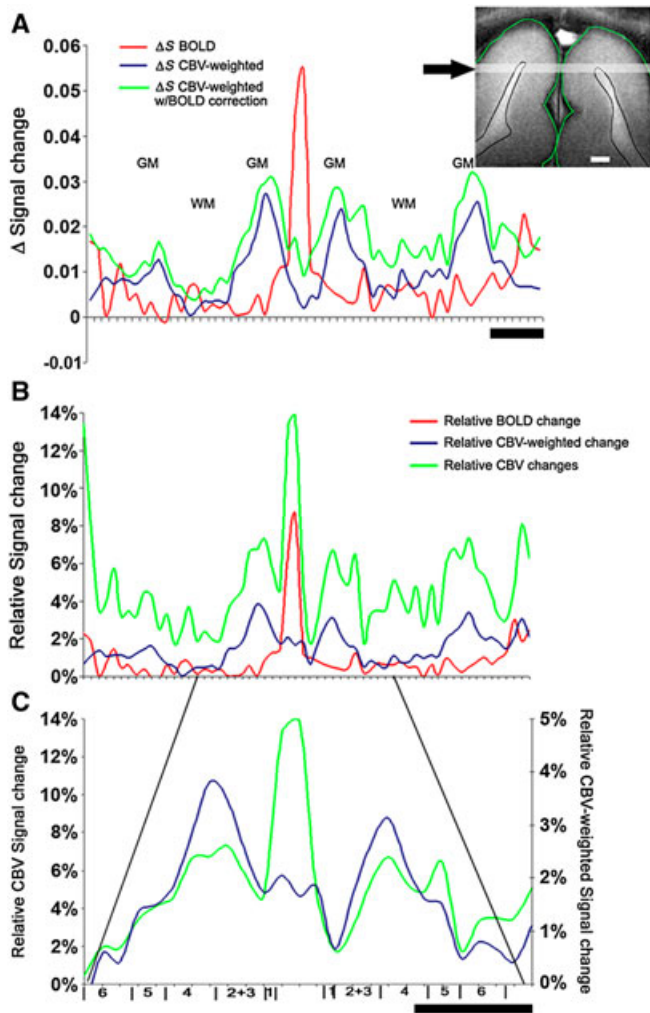 A
0.06
0.05
0.04
0.03
0.02
0.01
0
-0.01
Δ Signal change
ΔS BOLD
ΔS CBV-weighted
ΔS CBV-weighted
w/BOLD correction
GM
WM
GM
GM
WM
GM
B
14%
12%
10%
8%
6%
4%
2%
0%
Relative Signal change
Relative BOLD change
Relative CBV-weighted change
Relative CBV changes
C
14%
12%
10%
8%
6%
4%
2%
0%
Relative CBV Signal change
5%
4%
3%
2%
1%
0%
Relative CBV-weighted Signal change
6 | 5 | 4 | 2+3 |1| |1| 2+3 | 4 | 5 | 6 |